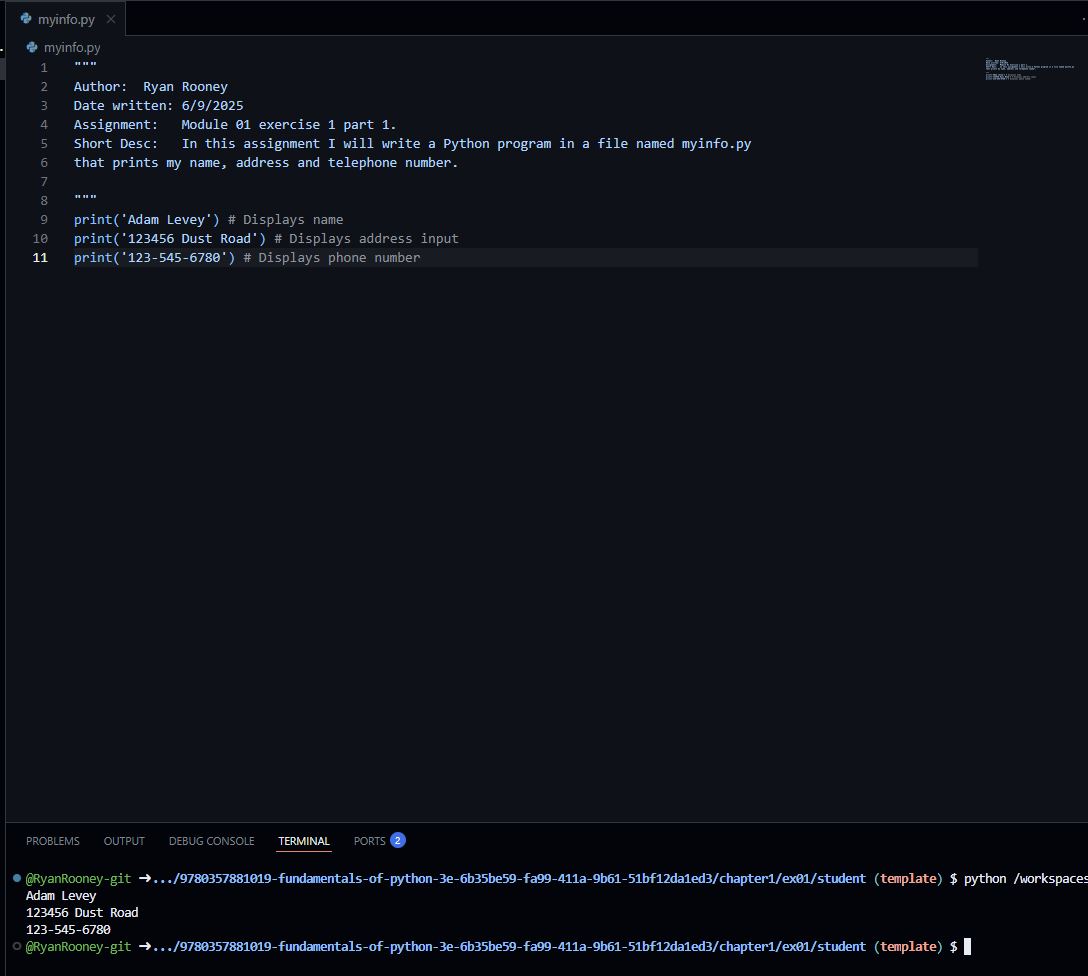 myinfo.py
myinfo.py
1 """
2 Author:  Ryan Rooney
3 Date written: 6/9/2025
4 Assignment:   Module 01 exercise 1 part 1.
5 Short Desc:   In this assignment I will write a Python program in a file named myinfo.py
6 that prints my name, address and telephone number.
7
8 """
9 print('Adam Levey') # Displays name
10 print('123456 Dust Road') # Displays address input
11 print('123-545-6780') # Displays phone number
PROBLEMS OUTPUT DEBUG CONSOLE TERMINAL PORTS 2
@RyanRooney-git ➜.../9780357881019-fundamentals-of-python-3e-6b35be59-fa99-411a-9b61-51bf12da1ed3/chapter1/ex01/student (template) $ python /workspaces
Adam Levey
123456 Dust Road
123-545-6780
@RyanRooney-git ➜.../9780357881019-fundamentals-of-python-3e-6b35be59-fa99-411a-9b61-51bf12da1ed3/chapter1/ex01/student (template) $